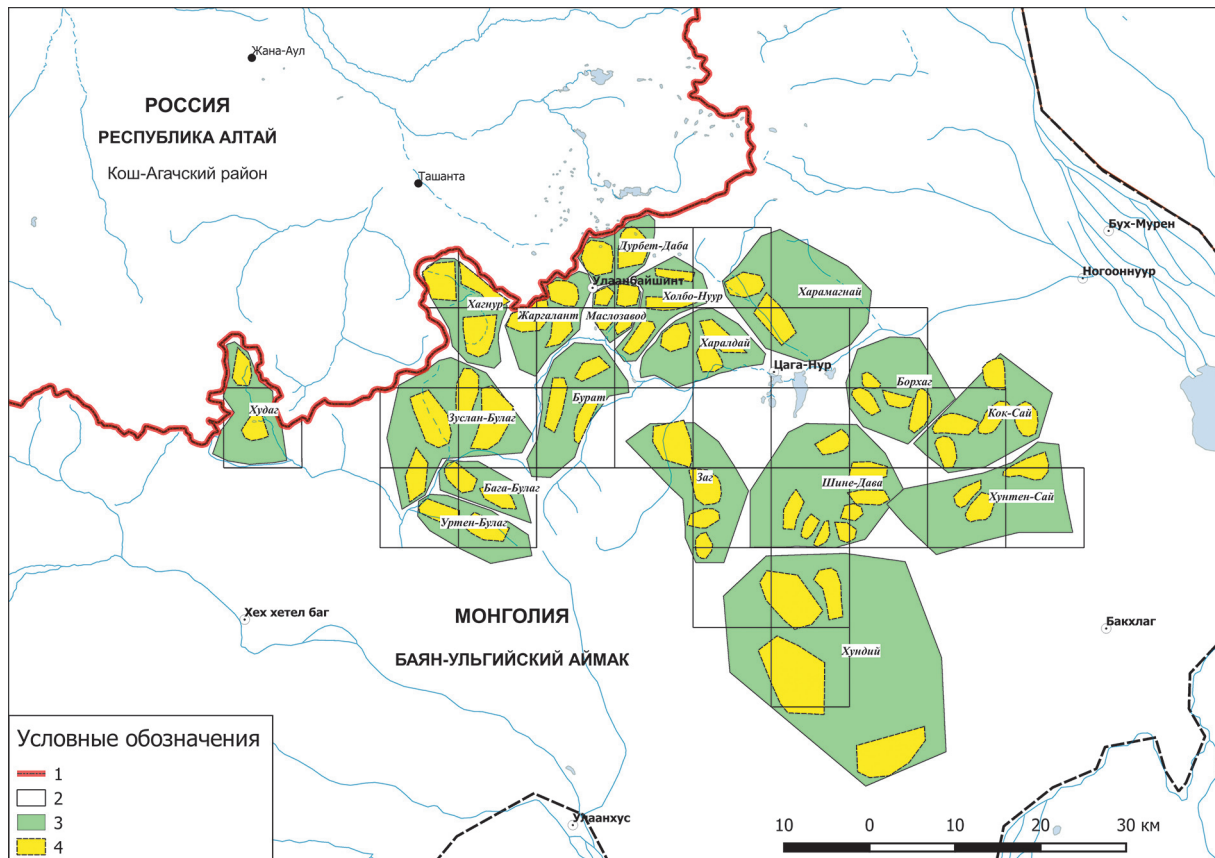 Жана-Аул
РОССИЯ
РЕСПУБЛИКА АЛТАЙ
Кош-Агачский район
Ташанта
Бух-Мурен
Ногооннуур
Дурбет-Даба
Улаанбайшинт
Холбо-Нуур
Харамагнай
Хагнур
Жаргалант
Маслозавод
Харалдай
Цага-Нур
Борхаг
Бурат
Худаг
Зуслан-Булаг
Кок-Сай
Заг
Шине-Дава
Бага-Булаг
Хунтен-Сай
Уртен-Булаг
Хех хетел баг
МОНГОЛИЯ
Бакхлаг
БАЯН-УЛЬГИЙСКИЙ АЙМАК
Хундий
Условные обозначения
1
2
3
4
Улаанхус
10 0 10 20 30 км